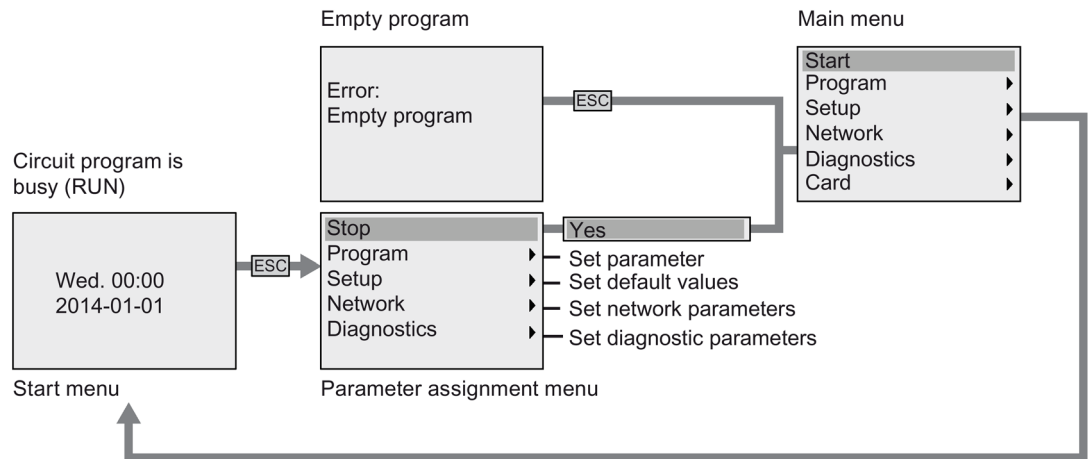 Empty program
Error:
Empty program
ESC
Main menu
Start
Program
Setup
Network
Diagnostics
Card
Circuit program is
busy (RUN)
Wed. 00:00
2014-01-01
Start menu
ESC
Stop
Program
Setup
Network
Diagnostics
Parameter assignment menu
Yes
Set parameter
Set default values
Set network parameters
Set diagnostic parameters